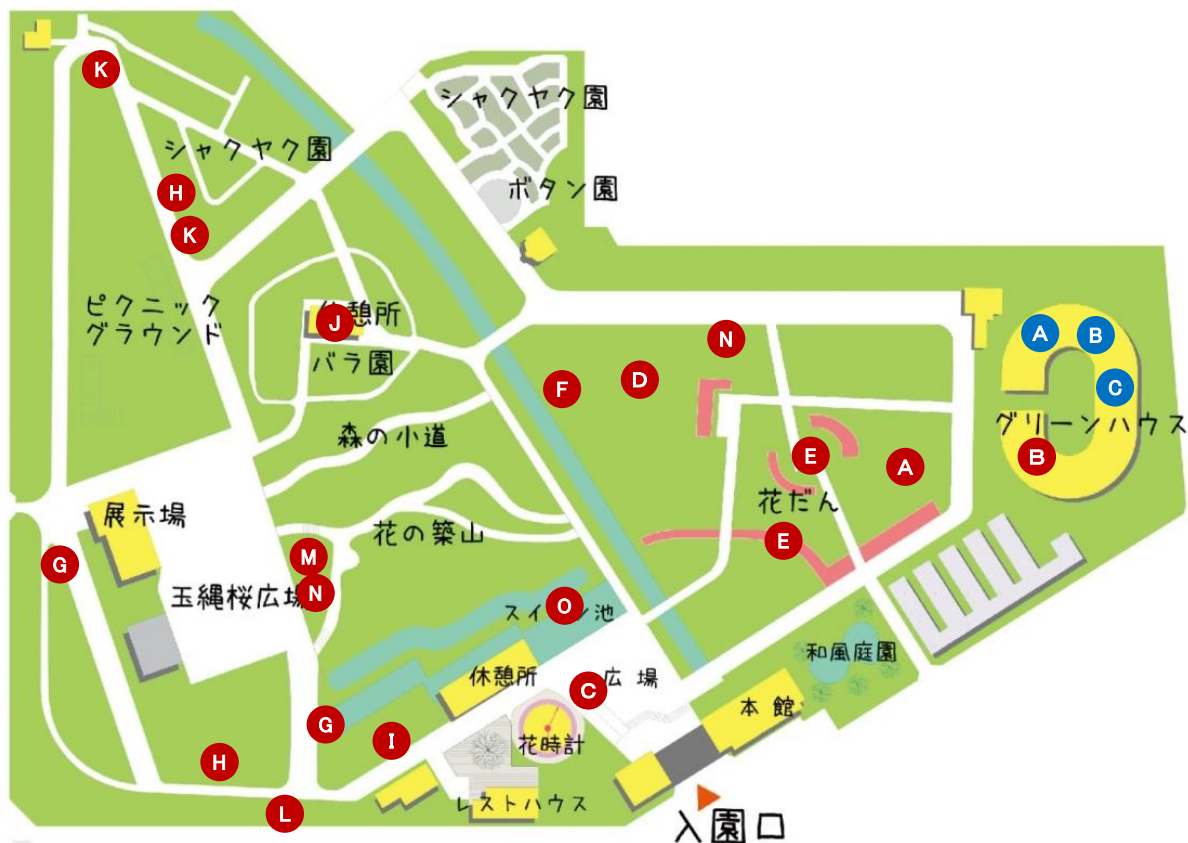 K
シャクヤク園
シャクヤク園
H
ボタン園
K
ピクニック
グラウンド
休憩所
J
バラ園
N
D
F
A
B
C
グリーンハウス
B
森の小道
E
A
花だん
E
展示場
花の築山
G
M
玉縄桜広場
N
スイレン池
O
和風庭園
休憩所
C
広場
本館
G
I
花時計
H
レストハウス
L
入園口